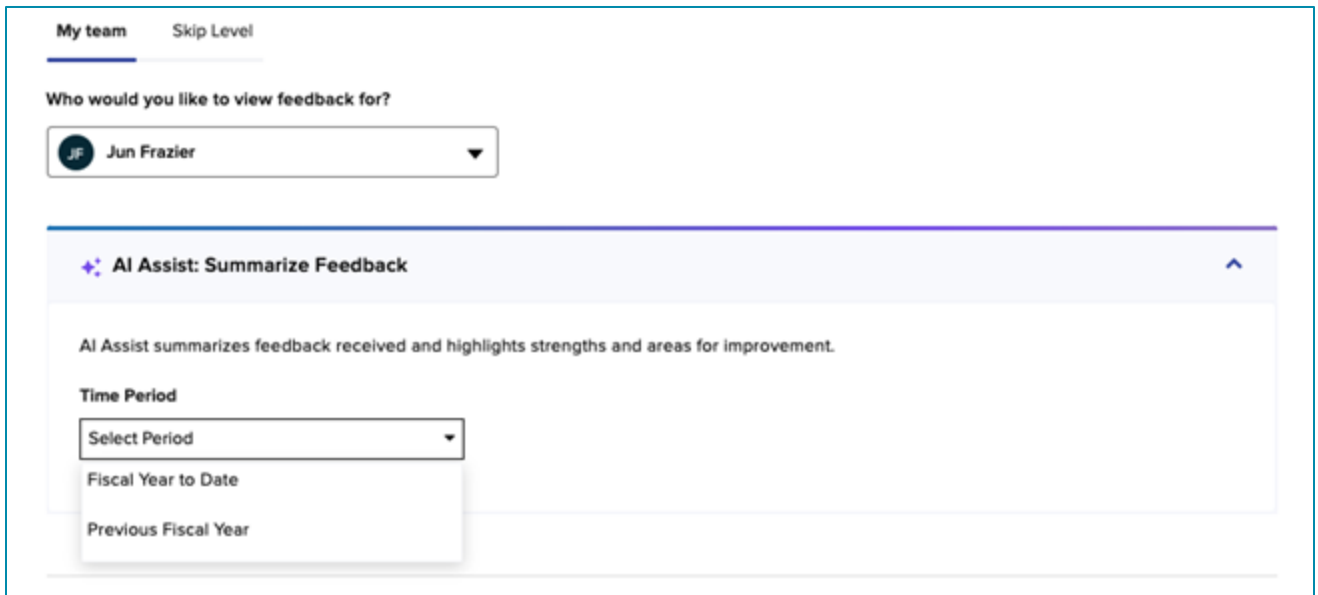 My team Skip Level
Who would you like to view feedback for?
JF Jun Frazier
AI Assist: Summarize Feedback
AI Assist summarizes feedback received and highlights strengths and areas for improvement.
Time Period
Select Period
Fiscal Year to Date
Previous Fiscal Year